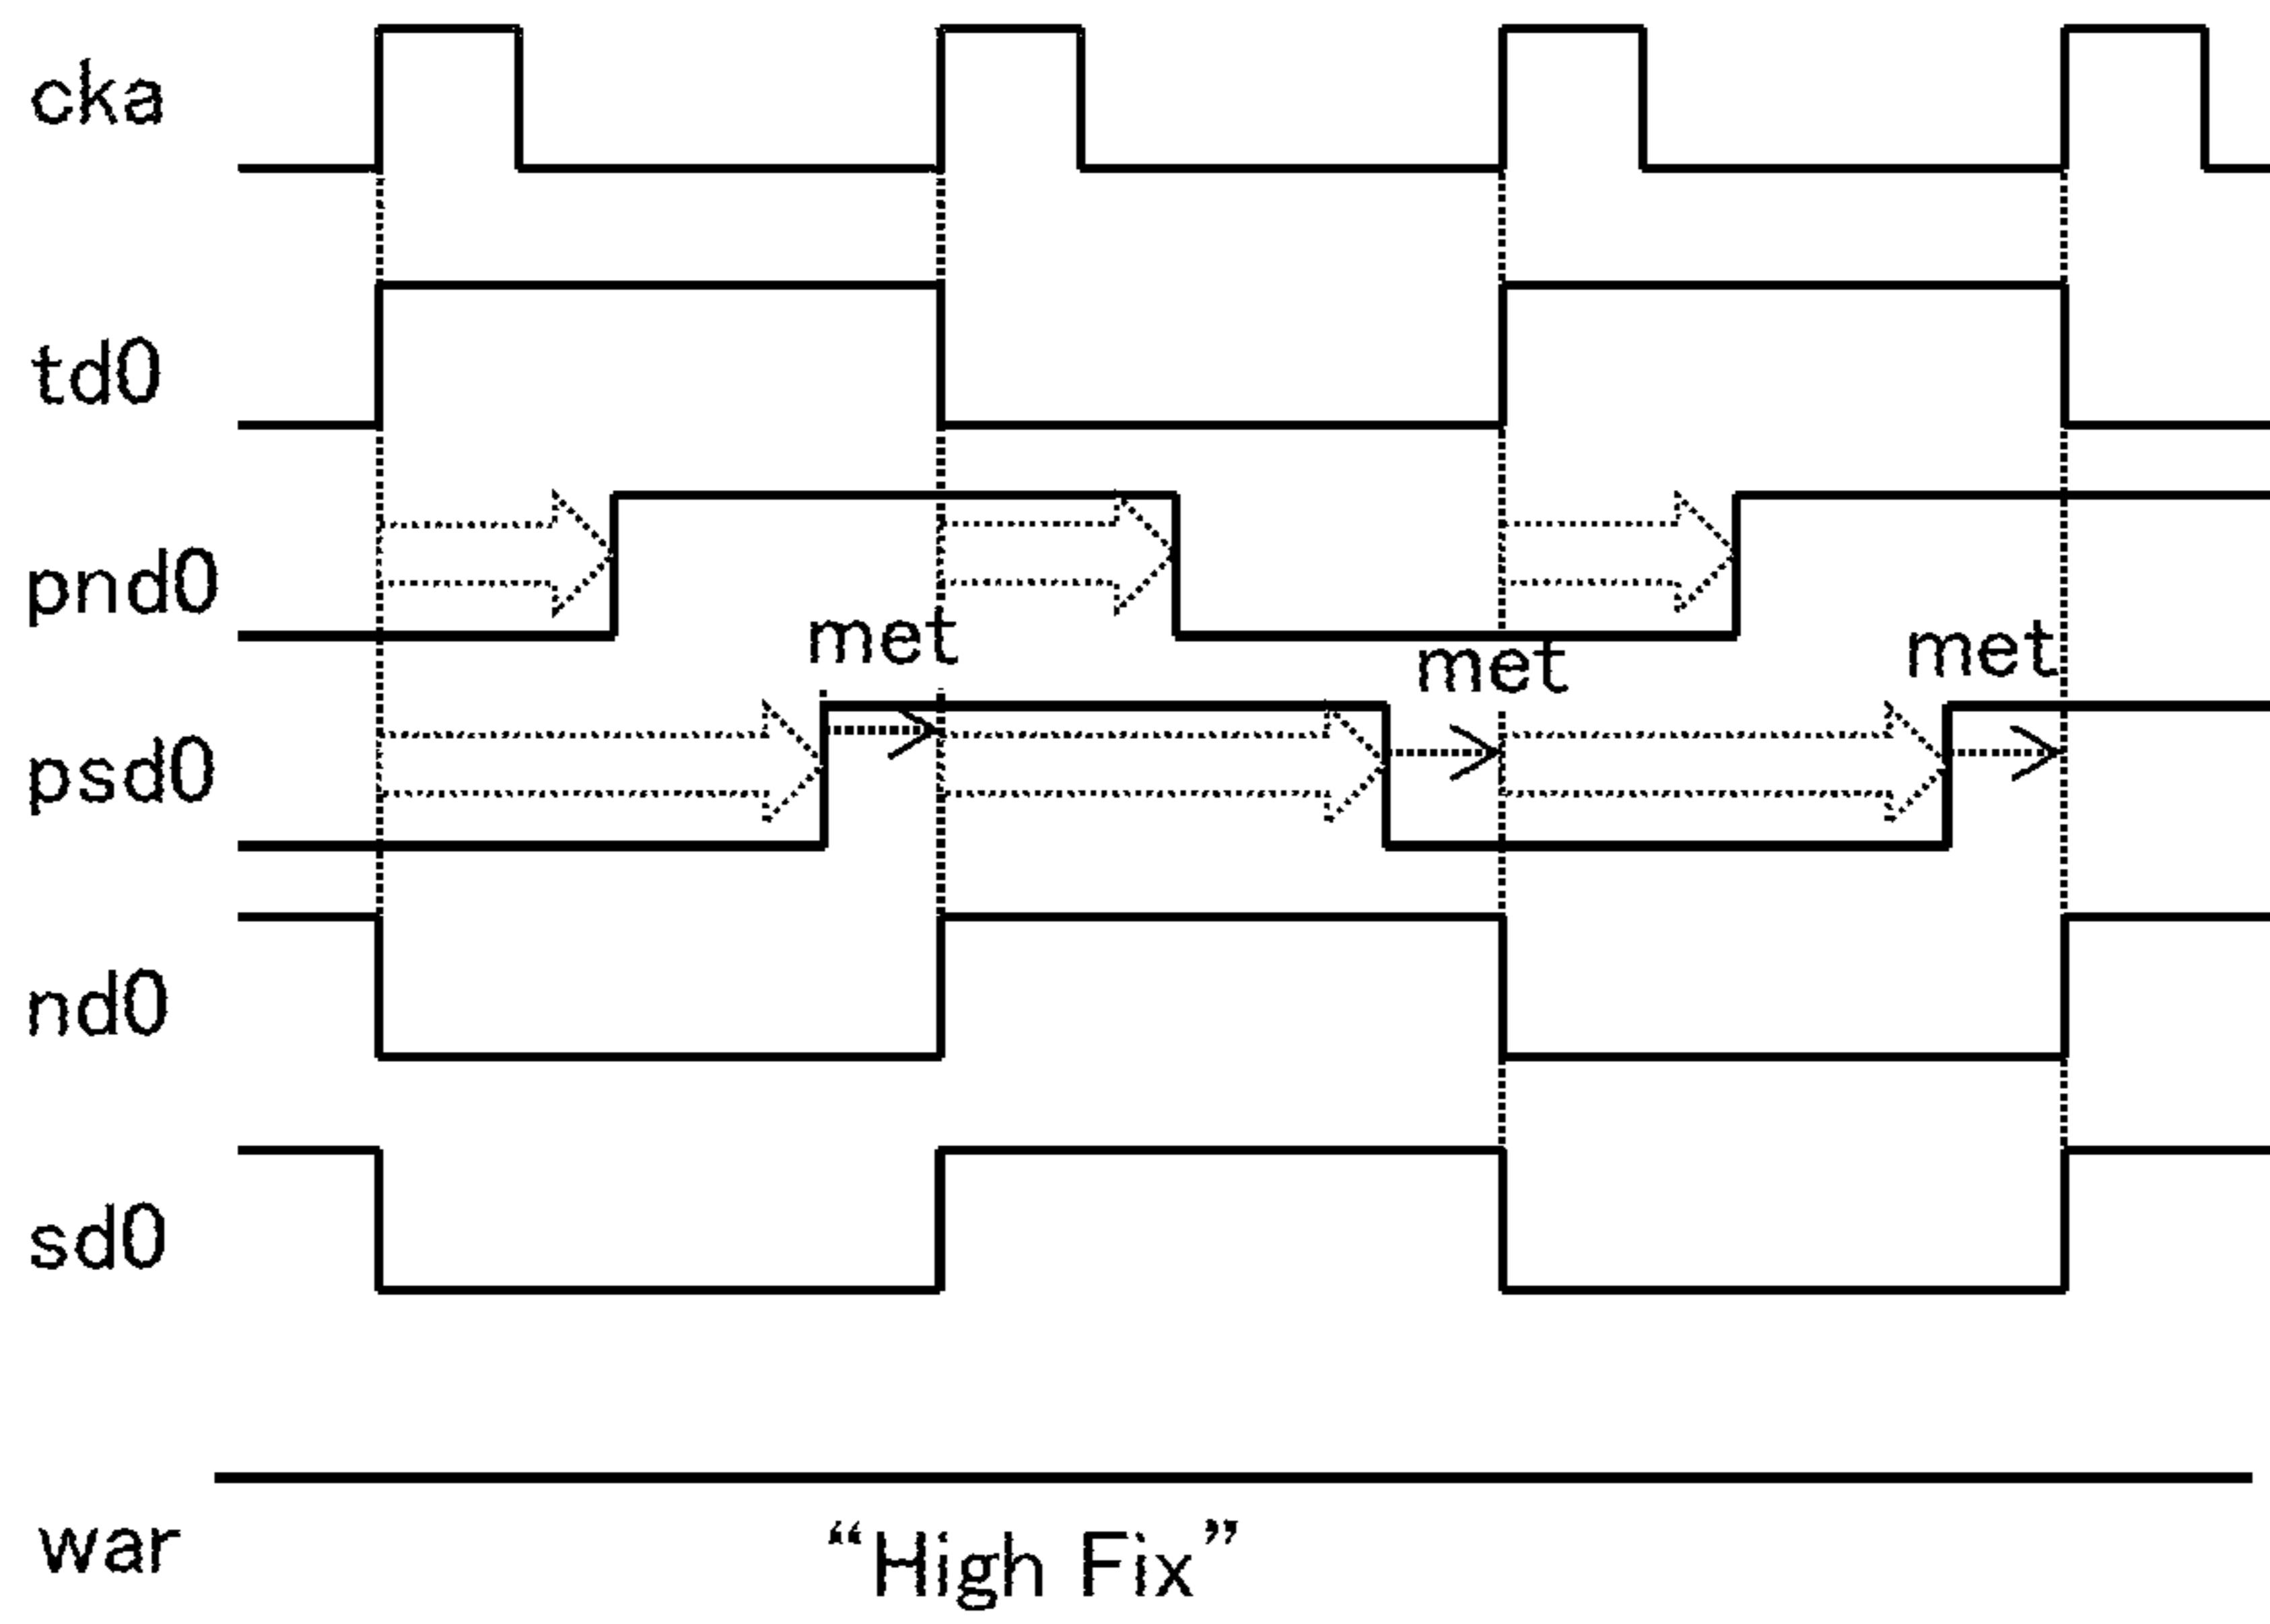 cka
td0
pnd0
met
met
met
psd0
nd0
sd0
war
“High Fix”